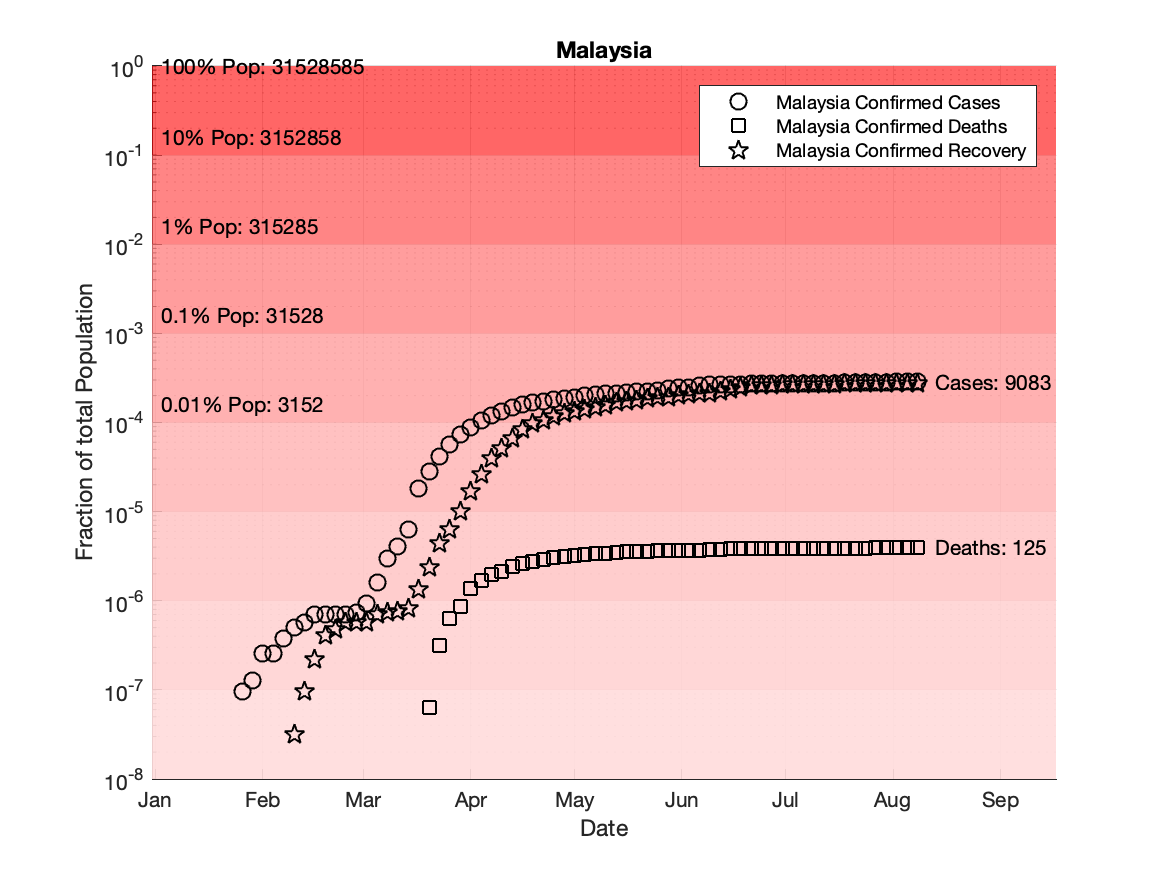 Malaysia
10^0
100% Pop: 31528585
Malaysia Confirmed Cases
Malaysia Confirmed Deaths
Malaysia Confirmed Recovery
10% Pop: 3152858
10^-1
1% Pop: 315285
10^-2
0.1% Pop: 31528
10^-3
Cases: 9083
0.01% Pop: 3152
10^-4
10^-5
Deaths: 125
10^-6
10^-7
10^-8
Fraction of total Population
Jan Feb Mar Apr May Jun Jul Aug Sep
Date